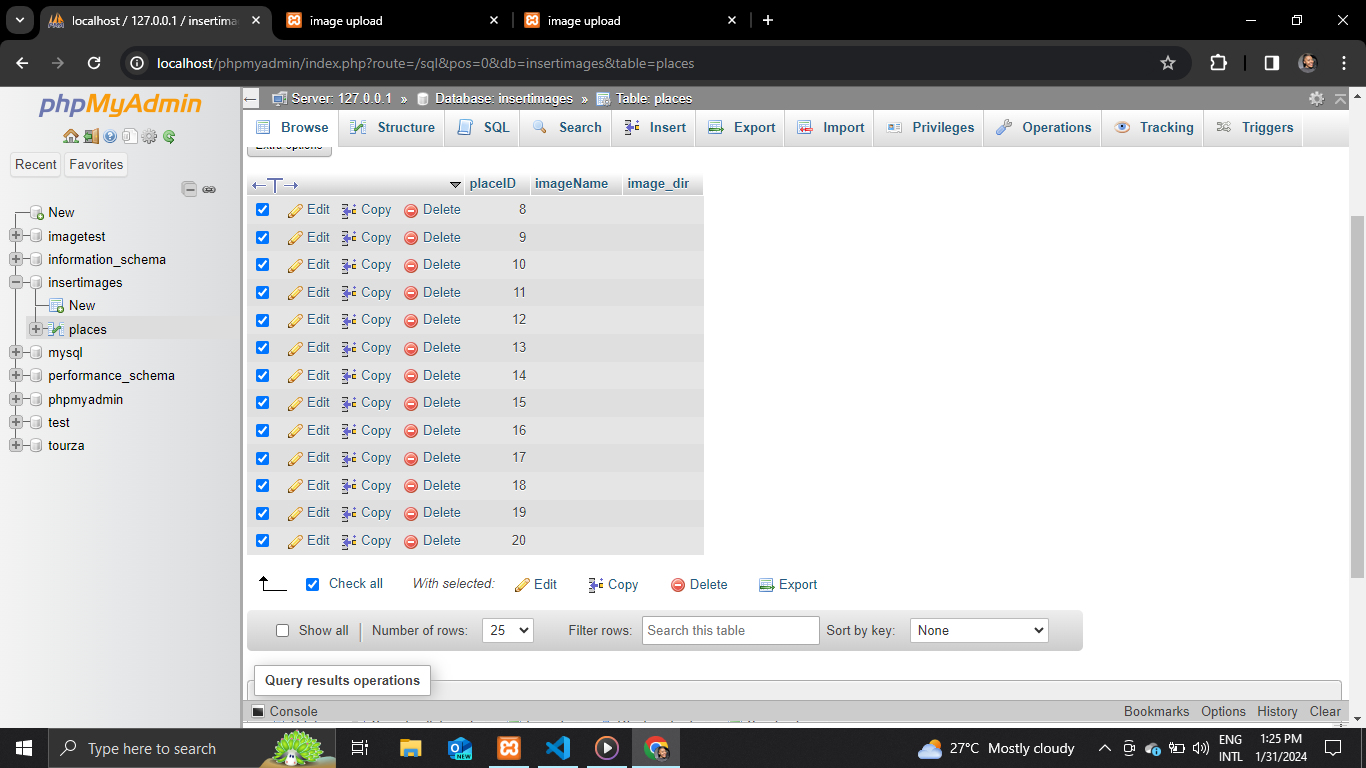 localhost / 127.0.0.1 / insertima
image upload
image upload
localhost/phpmyadmin/index.php?route=/sql&pos=0&db=insertimages&table=places
phpMyAdmin
Recent
Favorites
New
imagetest
information_schema
insertimages
New
places
mysql
performance_schema
phpmyadmin
test
tourza
Server: 127.0.0.1 » Database: insertimages » Table: places
Browse Structure SQL Search Insert Export Import Privileges Operations Tracking Triggers
Extra options
placeID imageName image_dir
Edit Copy Delete 8
Edit Copy Delete 9
Edit Copy Delete 10
Edit Copy Delete 11
Edit Copy Delete 12
Edit Copy Delete 13
Edit Copy Delete 14
Edit Copy Delete 15
Edit Copy Delete 16
Edit Copy Delete 17
Edit Copy Delete 18
Edit Copy Delete 19
Edit Copy Delete 20
Check all With selected: Edit Copy Delete Export
Show all Number of rows: 25 Filter rows: Search this table Sort by key: None
Query results operations
Console Bookmarks Options History Clear
Type here to search
NEW
27°C Mostly cloudy
ENG
INTL
1:25 PM
1/31/2024